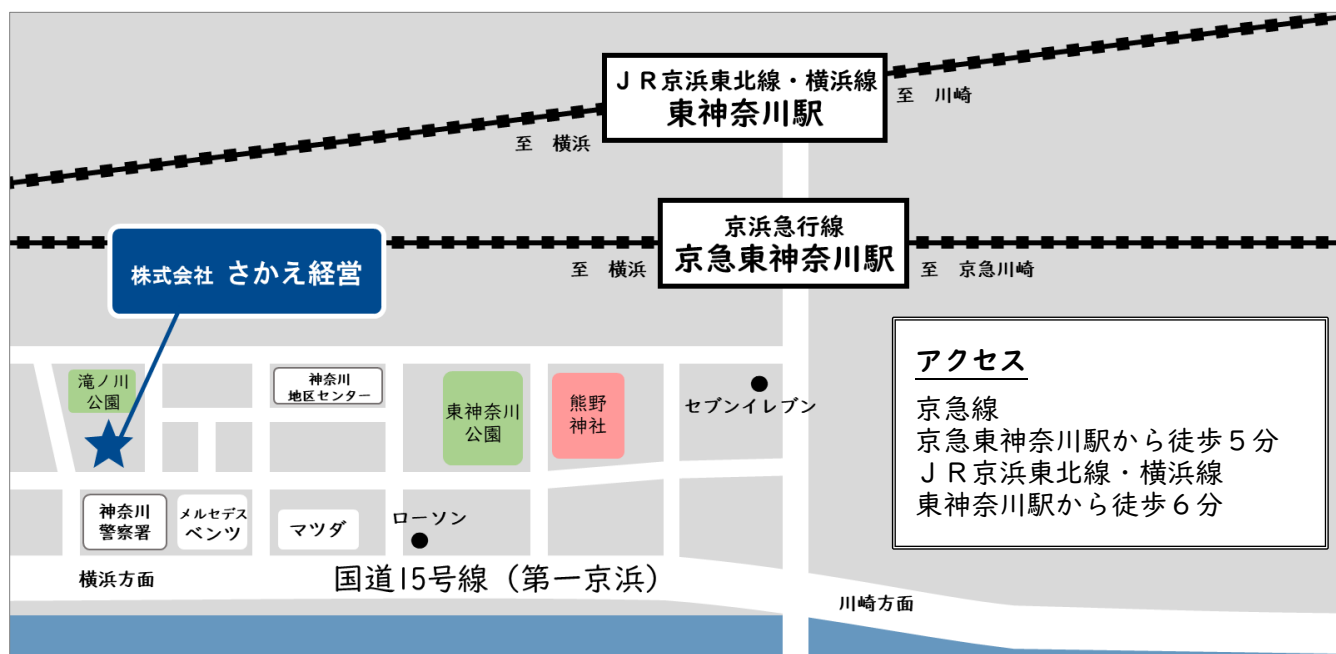 ＪＲ京浜東北線・横浜線
東神奈川駅
至　川崎
至　横浜
京浜急行線
京急東神奈川駅
至　横浜
至　京急川崎
株式会社 さかえ経営
アクセス
京急線
京急東神奈川駅から徒歩５分
ＪＲ京浜東北線・横浜線
東神奈川駅から徒歩６分
滝ノ川
公園
神奈川
地区センター
東神奈川
公園
熊野
神社
セブンイレブン
神奈川
警察署
メルセデス
ベンツ
マツダ
ローソン
横浜方面
国道15号線（第一京浜）
川崎方面